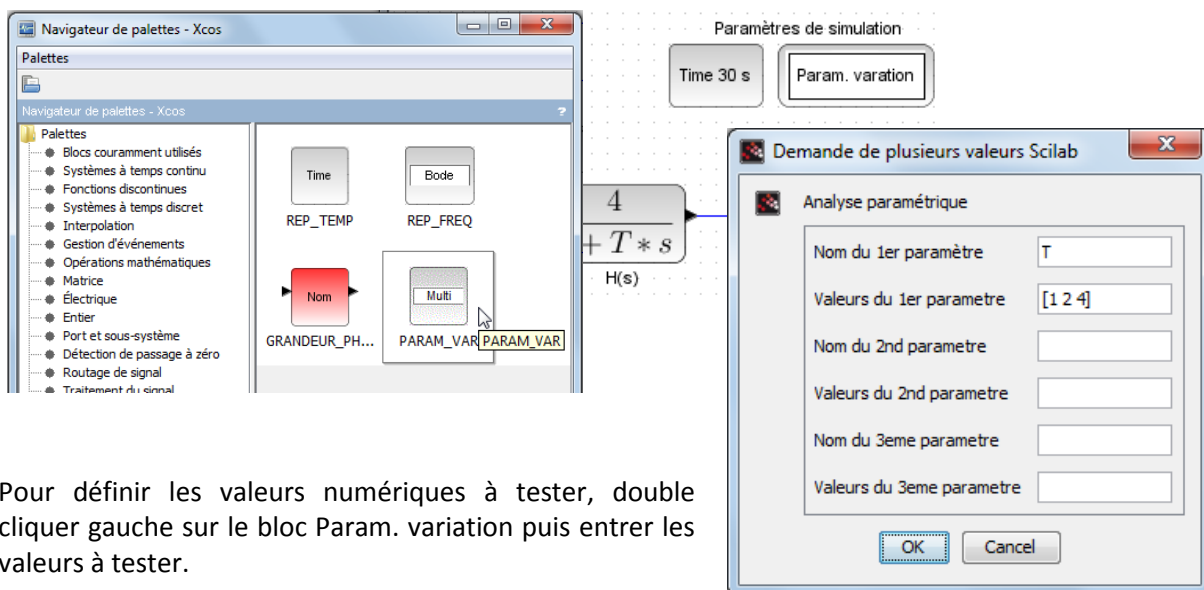 Navigateur de palettes - Xcos
Palettes
Navigateur de palettes - Xcos ?
Palettes
Blocs couramment utilisés
Systèmes à temps continu
Fonctions discontinues
Systèmes à temps discret
Interpolation
Gestion d'événements
Opérations mathématiques
Matrice
Électrique
Entier
Port et sous-système
Détection de passage à zéro
Routage de signal
Traitement du signal
Time
REP_TEMP
Bode
REP_FREQ
Nom
GRANDEUR_PH...
Multi
PARAM_VAR
PARAM_VAR
Paramètres de simulation
Time 30 s
Param. varation
4
+ T * s
H(s)
Demande de plusieurs valeurs Scilab
Analyse paramétrique
Nom du 1er paramètre T
Valeurs du 1er parametre [1 2 4]
Nom du 2nd parametre
Valeurs du 2nd parametre
Nom du 3eme parametre
Valeurs du 3eme parametre
OK Cancel
Pour définir les valeurs numériques à tester, double
cliquer gauche sur le bloc Param. variation puis entrer les
valeurs à tester.